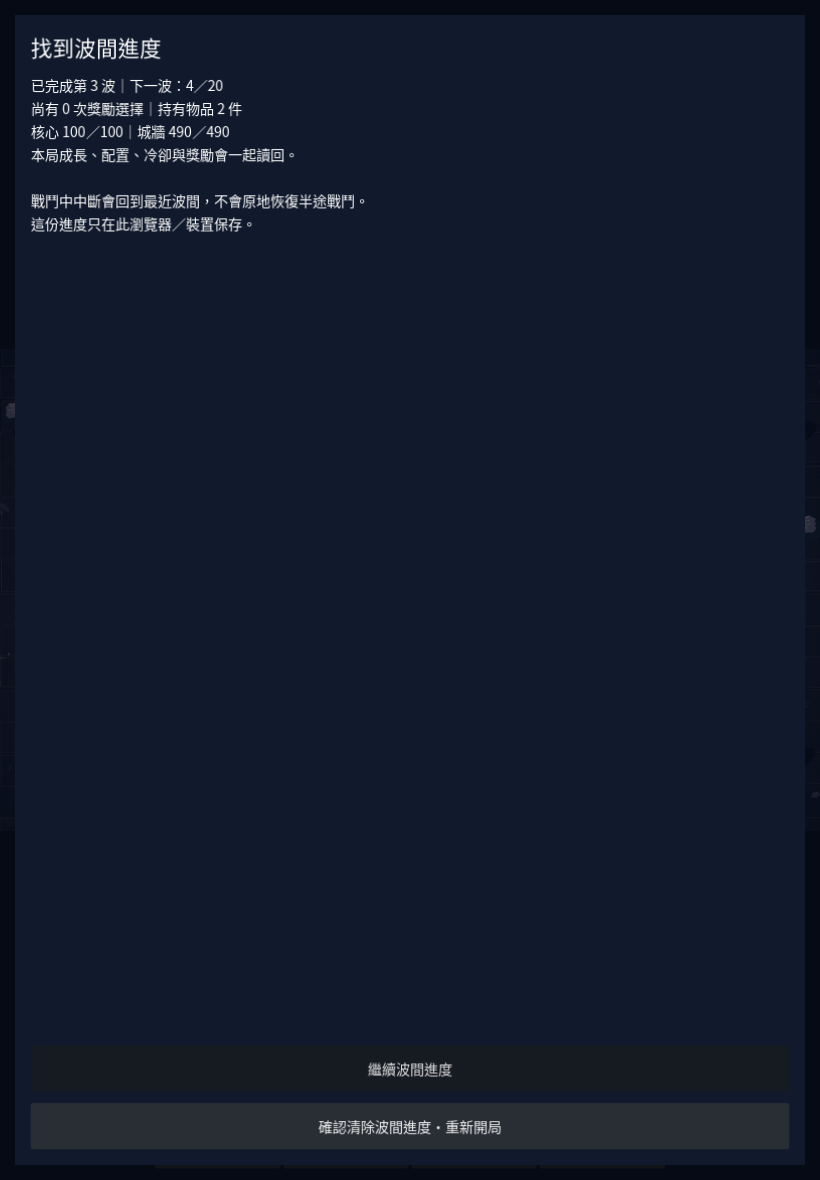 找到波間進度
已完成第 3 波｜下一波：4／20
尚有 0 次獎勵選擇｜持有物品 2 件
核心 100／100｜城牆 490／490
本局成長、配置、冷卻與獎勵會一起讀回。
戰鬥中中斷會回到最近波間，不會原地恢復半途戰鬥。
這份進度只在此瀏覽器／裝置保存。
繼續波間進度
確認清除波間進度・重新開局